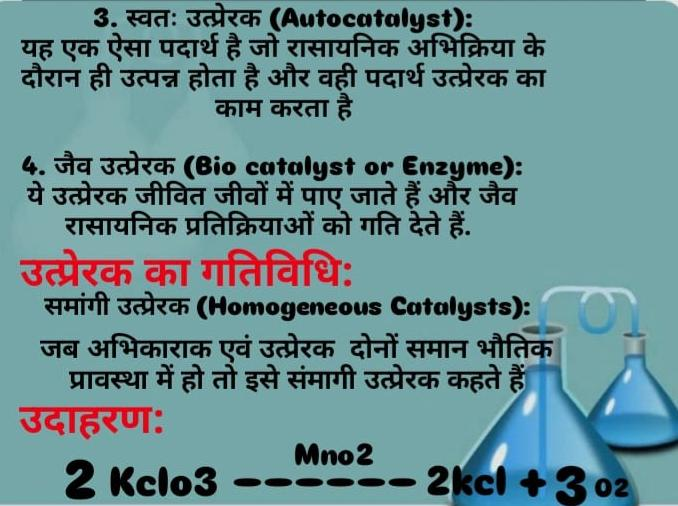 3. स्वतः उत्प्रेरक (Autocatalyst):
यह एक ऐसा पदार्थ है जो रासायनिक अभिक्रिया के
दौरान ही उत्पन्न होता है और वही पदार्थ उत्प्रेरक का
काम करता है
4. जैव उत्प्रेरक (Bio catalyst or Enzyme):
ये उत्प्रेरक जीवित जीवों में पाए जाते हैं और जैव
रासायनिक प्रतिक्रियाओं को गति देते हैं.
उत्प्रेरक का गतिविधि:
समांगी उत्प्रेरक (Homogeneous Catalysts):
जब अभिकाराक एवं उत्प्रेरक दोनों समान भौतिक
प्रावस्था में हो तो इसे संमागी उत्प्रेरक कहते हैं
उदाहरण:
Mno2
2 Kclo3 ------ 2kcl + 3 o2